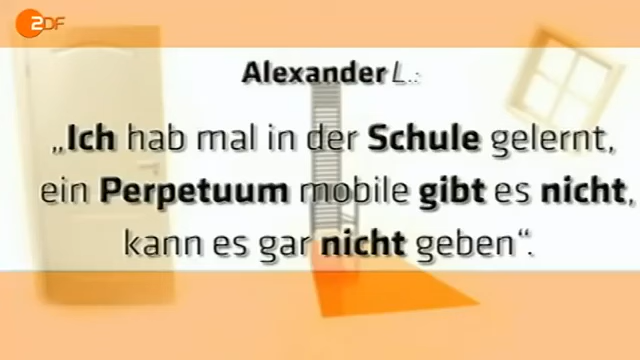 ZDF
Alexander L.:
„Ich hab mal in der Schule gelernt,
ein Perpetuum mobile gibt es nicht,
kann es gar nicht geben“.